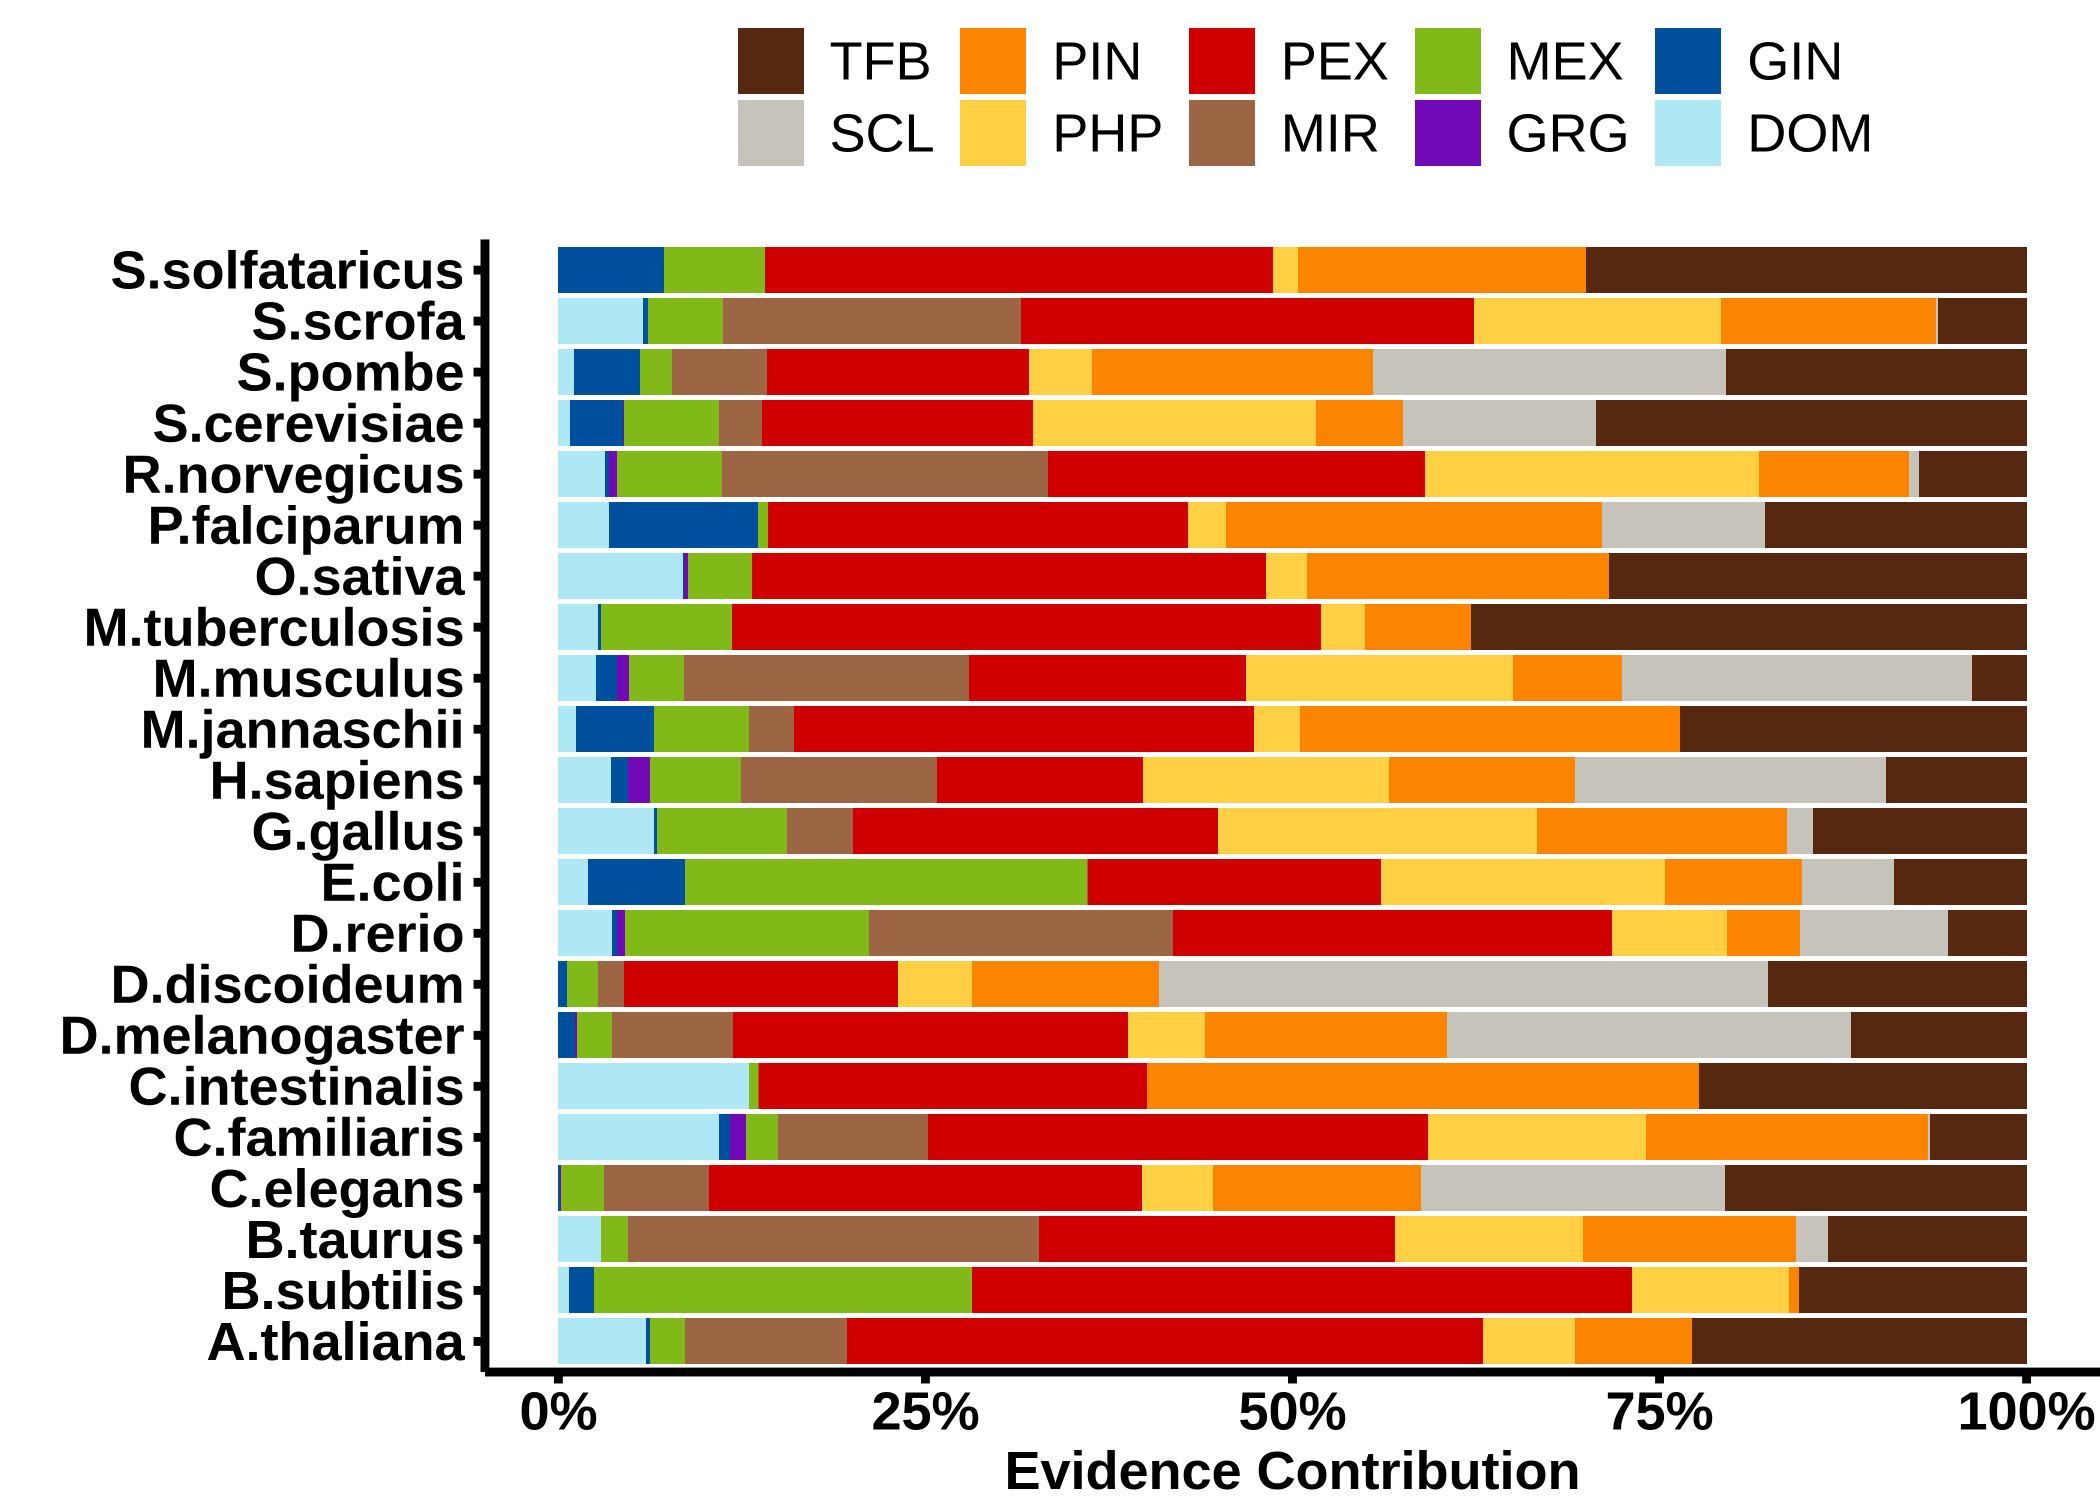 TFB PIN PEX MEX GIN
SCL PHP MIR GRG DOM
S.solfataricus
S.scrofa
S.pombe
S.cerevisiae
R.norvegicus
P.falciparum
O.sativa
M.tuberculosis
M.musculus
M.jannaschii
H.sapiens
G.gallus
E.coli
D.rerio
D.discoideum
D.melanogaster
C.intestinalis
C.familiaris
C.elegans
B.taurus
B.subtilis
A.thaliana
0% 25% 50% 75% 100%
Evidence Contribution